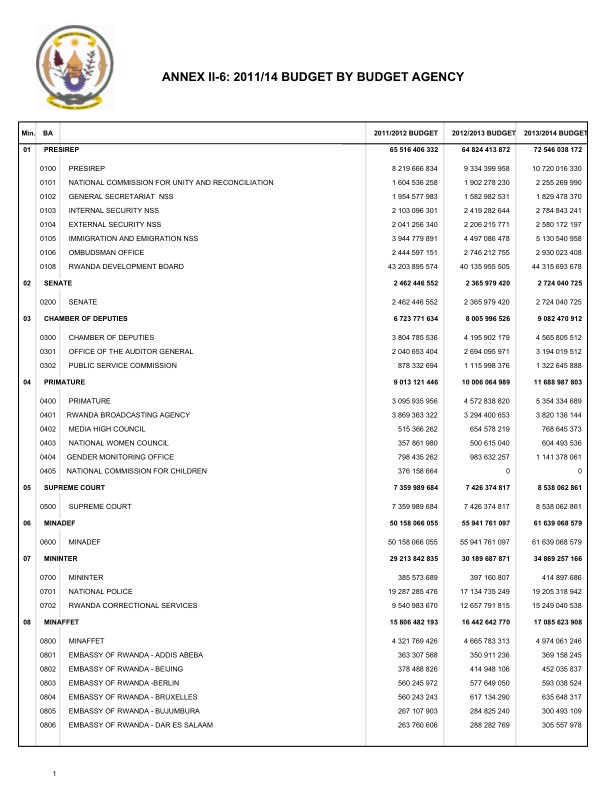 ANNEX II-6: 2011/14 BUDGET BY BUDGET AGENCY
Min. BA 2011/2012 BUDGET 2012/2013 BUDGET 2013/2014 BUDGET
01 PRESIREP 65 516 406 332 64 824 413 872 72 546 038 172
0100 PRESIREP 8 219 666 834 9 334 399 958 10 720 016 330
0101 NATIONAL COMMISSION FOR UNITY AND RECONCILIATION 1 604 536 258 1 902 278 230 2 255 269 990
0102 GENERAL SECRETARIAT NSS 1 954 577 983 1 582 982 531 1 829 478 370
0103 INTERNAL SECURITY NSS 2 103 096 301 2 419 282 644 2 784 843 241
0104 EXTERNAL SECURITY NSS 2 041 256 340 2 206 215 771 2 580 172 197
0105 IMMIGRATION AND EMIGRATION NSS 3 944 779 891 4 497 086 478 5 130 540 958
0106 OMBUDSMAN OFFICE 2 444 597 151 2 746 212 755 2 930 023 408
0108 RWANDA DEVELOPMENT BOARD 43 203 895 574 40 135 955 505 44 315 693 678
02 SENATE 2 462 446 552 2 365 979 420 2 724 040 725
0200 SENATE 2 462 446 552 2 365 979 420 2 724 040 725
03 CHAMBER OF DEPUTIES 6 723 771 634 8 005 996 526 9 082 470 912
0300 CHAMBER OF DEPUTIES 3 804 785 536 4 195 902 179 4 565 805 512
0301 OFFICE OF THE AUDITOR GENERAL 2 040 653 404 2 694 095 971 3 194 019 512
0302 PUBLIC SERVICE COMMISSION 878 332 694 1 115 998 376 1 322 645 888
04 PRIMATURE 9 013 121 446 10 006 064 989 11 688 987 803
0400 PRIMATURE 3 095 935 956 4 572 838 820 5 354 334 689
0401 RWANDA BROADCASTING AGENCY 3 869 363 322 3 294 400 653 3 820 136 144
0402 MEDIA HIGH COUNCIL 515 366 262 654 578 219 768 645 373
0403 NATIONAL WOMEN COUNCIL 357 861 980 500 615 040 604 493 536
0404 GENDER MONITORING OFFICE 798 435 262 983 632 257 1 141 378 061
0405 NATIONAL COMMISSION FOR CHILDREN 376 158 664 0 0
05 SUPREME COURT 7 359 989 684 7 426 374 817 8 538 062 861
0500 SUPREME COURT 7 359 989 684 7 426 374 817 8 538 062 861
06 MINADEF 50 158 066 055 55 941 761 097 61 639 068 579
0600 MINADEF 50 158 066 055 55 941 761 097 61 639 068 579
07 MININTER 29 213 842 835 30 189 687 871 34 869 257 166
0700 MININTER 385 573 689 397 160 807 414 897 686
0701 NATIONAL POLICE 19 287 285 476 17 134 735 249 19 205 318 942
0702 RWANDA CORRECTIONAL SERVICES 9 540 983 670 12 657 791 815 15 249 040 538
08 MINAFFET 15 806 482 193 16 442 642 770 17 085 623 908
0800 MINAFFET 4 321 769 426 4 665 783 313 4 974 061 246
0801 EMBASSY OF RWANDA - ADDIS ABEBA 363 307 568 350 911 236 369 158 245
0802 EMBASSY OF RWANDA - BEIJING 378 488 826 414 948 106 452 035 837
0803 EMBASSY OF RWANDA -BERLIN 560 245 972 577 649 050 593 038 524
0804 EMBASSY OF RWANDA - BRUXELLES 560 243 243 617 134 290 635 648 317
0805 EMBASSY OF RWANDA - BUJUMBURA 267 107 903 284 825 240 300 493 109
0806 EMBASSY OF RWANDA - DAR ES SALAAM 263 760 606 288 282 769 305 557 978
1